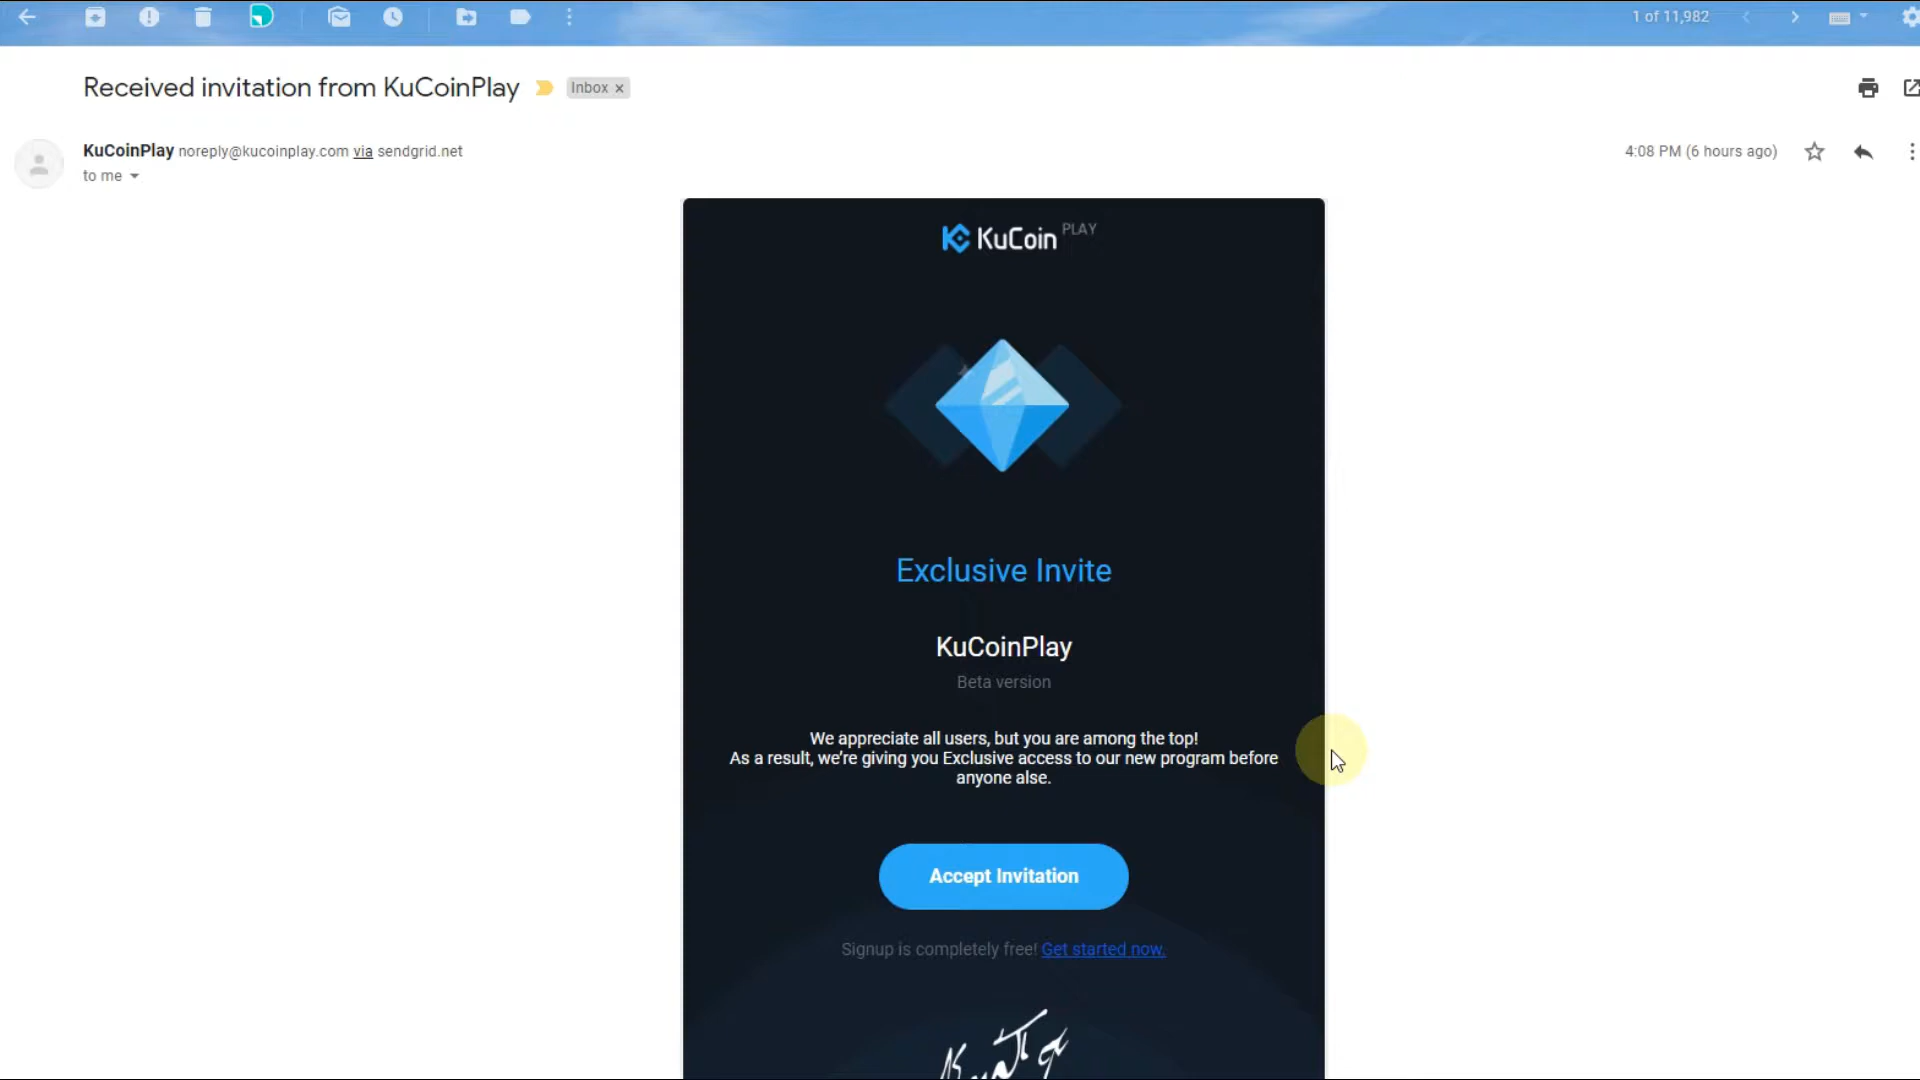 1 of 11,982
Received invitation from KuCoinPlay Inbox x
KuCoinPlay noreply@kucoinplay.com via sendgrid.net 4:08 PM (6 hours ago)
to me
KuCoin PLAY
Exclusive Invite
KuCoinPlay
Beta version
We appreciate all users, but you are among the top!
As a result, we're giving you Exclusive access to our new program before
anyone alse.
Accept Invitation
Signup is completely free! Get started now.